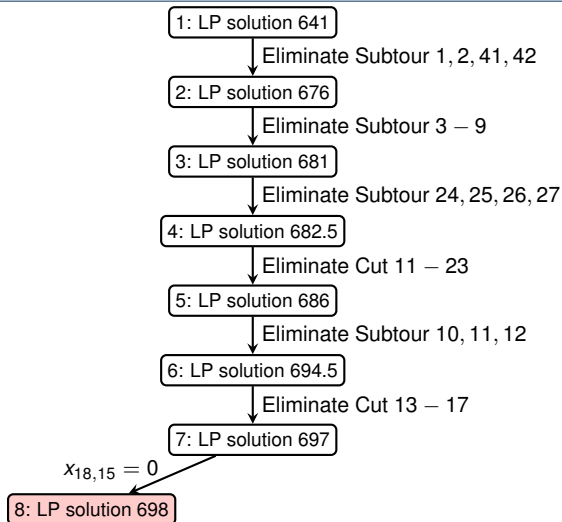 1: LP solution 641
Eliminate Subtour 1, 2, 41, 42
2: LP solution 676
Eliminate Subtour 3 − 9
3: LP solution 681
Eliminate Subtour 24, 25, 26, 27
4: LP solution 682.5
Eliminate Cut 11 − 23
5: LP solution 686
Eliminate Subtour 10, 11, 12
6: LP solution 694.5
Eliminate Cut 13 − 17
7: LP solution 697
x18,15 = 0
8: LP solution 698